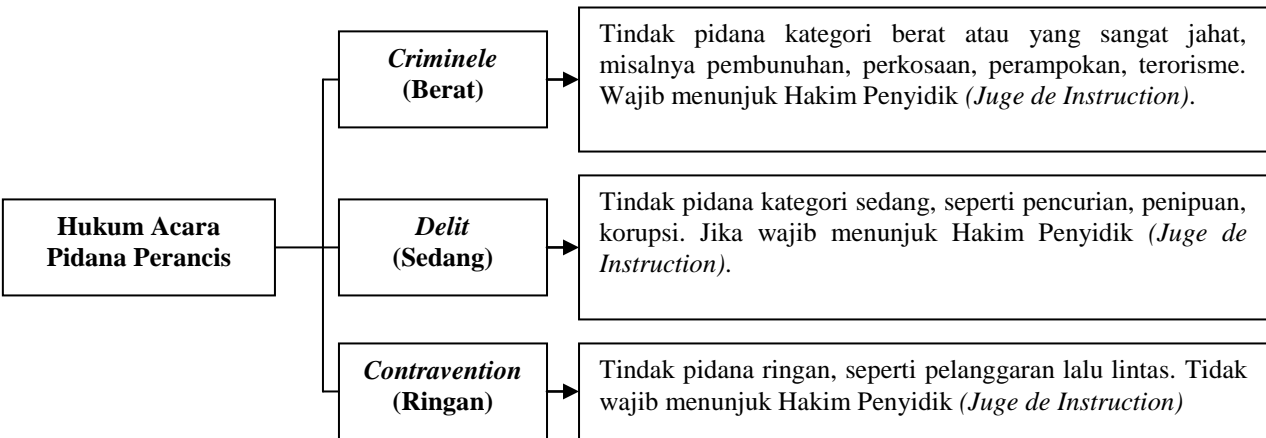 Hukum Acara
Pidana Perancis
Criminele
(Berat)
Tindak pidana kategori berat atau yang sangat jahat,
misalnya pembunuhan, perkosaan, perampokan, terorisme.
Wajib menunjuk Hakim Penyidik (Juge de Instruction).
Delit
(Sedang)
Tindak pidana kategori sedang, seperti pencurian, penipuan,
korupsi. Jika wajib menunjuk Hakim Penyidik (Juge de
Instruction).
Contravention
(Ringan)
Tindak pidana ringan, seperti pelanggaran lalu lintas. Tidak
wajib menunjuk Hakim Penyidik (Juge de Instruction)